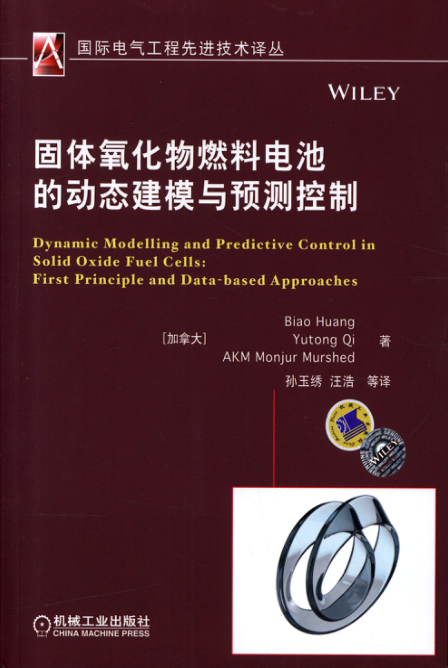 国际电气工程先进技术译丛
WILEY
固体氧化物燃料电池
的动态建模与预测控制
Dynamic Modelling and Predictive Control in
Solid Oxide Fuel Cells:
First Principle and Data-based Approaches
Biao Huang
[加拿大] Yutong Qi 著
AKM Monjur Murshed
孙玉绣 汪浩 等译
WILEY
机械工业出版社
CHINA MACHINE PRESS